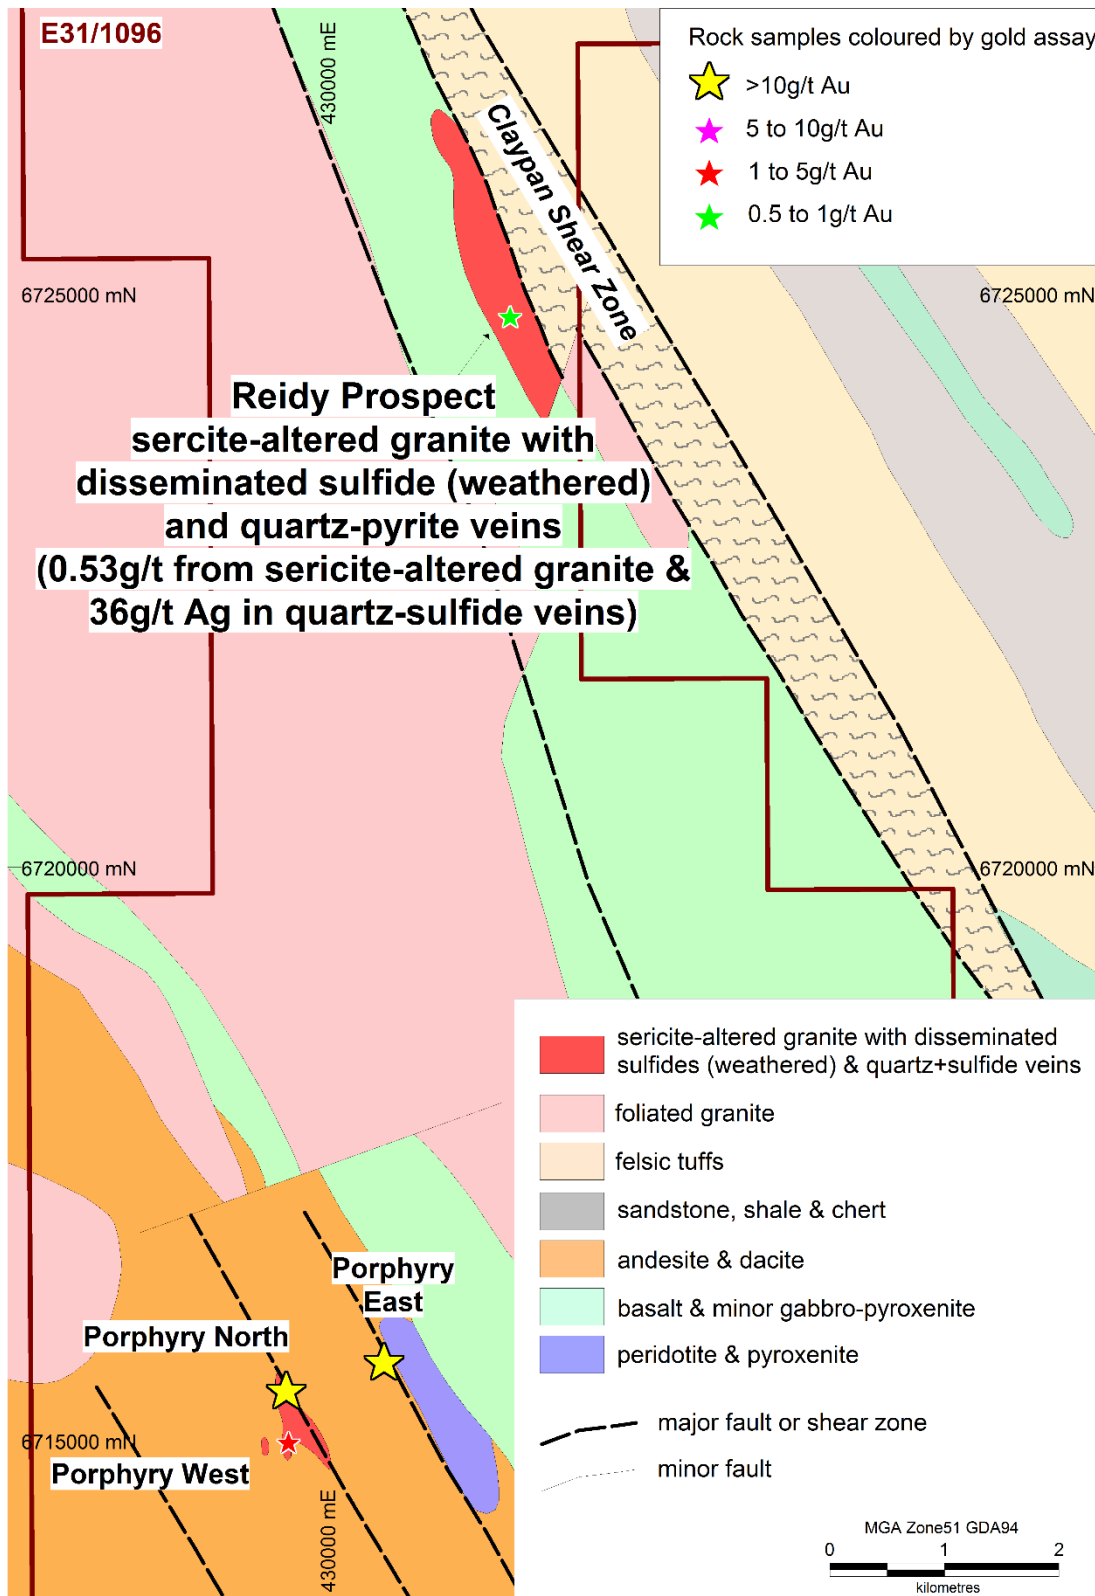 E31/1096
430000 mE
Rock samples coloured by gold assay
>10g/t Au
5 to 10g/t Au
1 to 5g/t Au
0.5 to 1g/t Au
Claypan Shear Zone
6725000 mN
6725000 mN
Reidy Prospect
sercite-altered granite with
disseminated sulfide (weathered)
and quartz-pyrite veins
(0.53g/t from sericite-altered granite &
36g/t Ag in quartz-sulfide veins)
6720000 mN
6720000 mN
sericite-altered granite with disseminated
sulfides (weathered) & quartz+sulfide veins
foliated granite
felsic tuffs
sandstone, shale & chert
andesite & dacite
basalt & minor gabbro-pyroxenite
peridotite & pyroxenite
major fault or shear zone
minor fault
Porphyry
East
Porphyry North
6715000 mN
Porphyry West
430000 mE
MGA Zone51 GDA94
0 1 2
kilometres